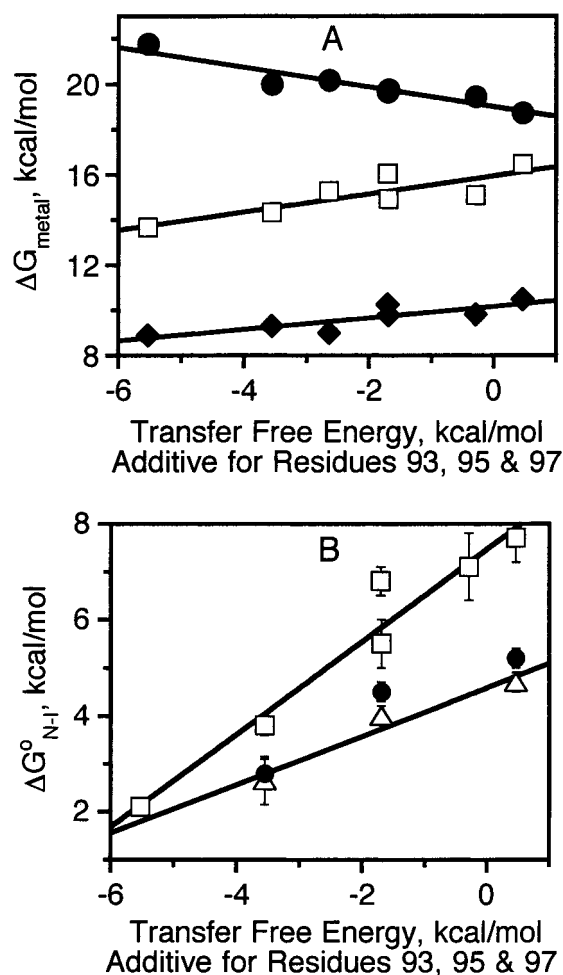 A
20
16
12
8
ΔGmetal, kcal/mol
-6 -4 -2 0
Transfer Free Energy, kcal/mol
Additive for Residues 93, 95 & 97
B
8
6
4
2
ΔG°N-I, kcal/mol
-6 -4 -2 0
Transfer Free Energy, kcal/mol
Additive for Residues 93, 95 & 97